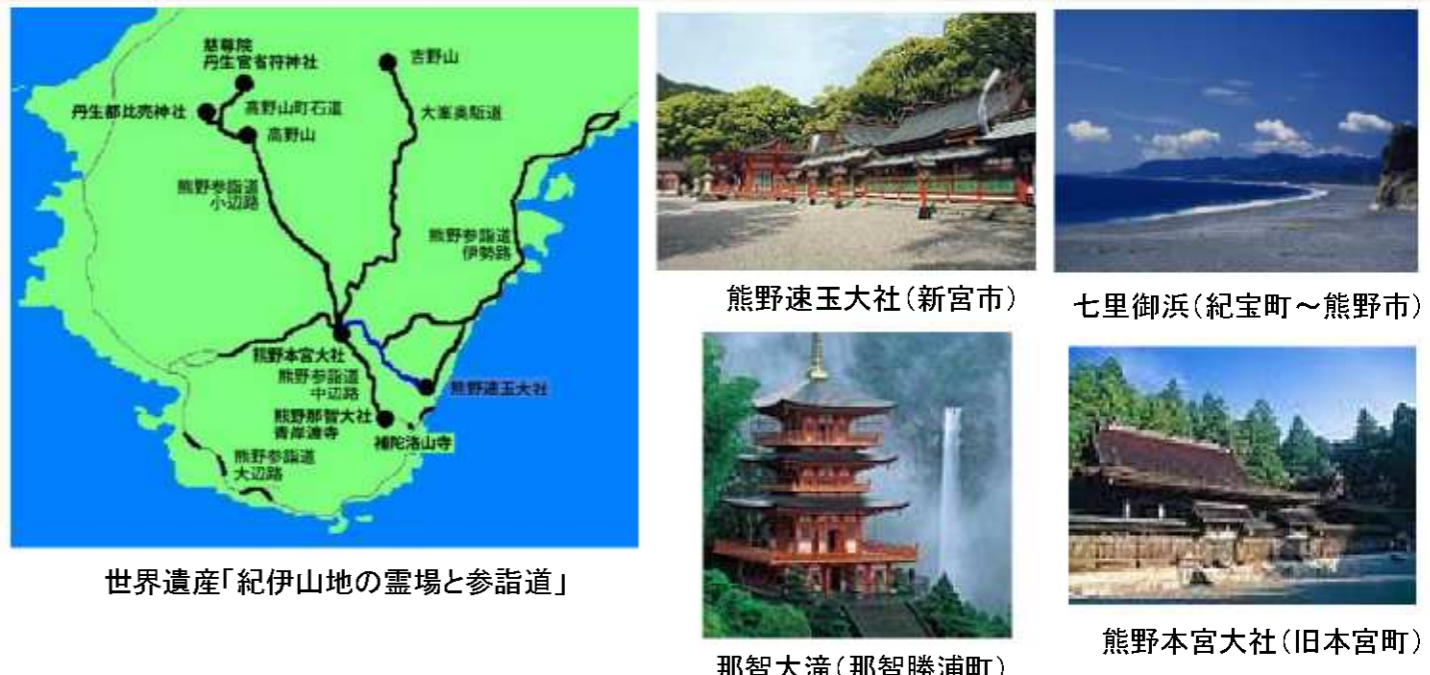 慈尊院
丹生官省符神社
吉野山
丹生都比売神社
高野山町石道
大峯奥駈道
高野山
熊野参詣道
小辺路
熊野参詣道
伊勢路
熊野本宮大社
熊野参詣道
中辺路
熊野速玉大社
熊野那智大社
青岸渡寺
補陀洛山寺
熊野参詣道
大辺路
世界遺産「紀伊山地の霊場と参詣道」
熊野速玉大社(新宮市)
七里御浜(紀宝町～熊野市)
那智大滝(那智勝浦町)
熊野本宮大社(旧本宮町)